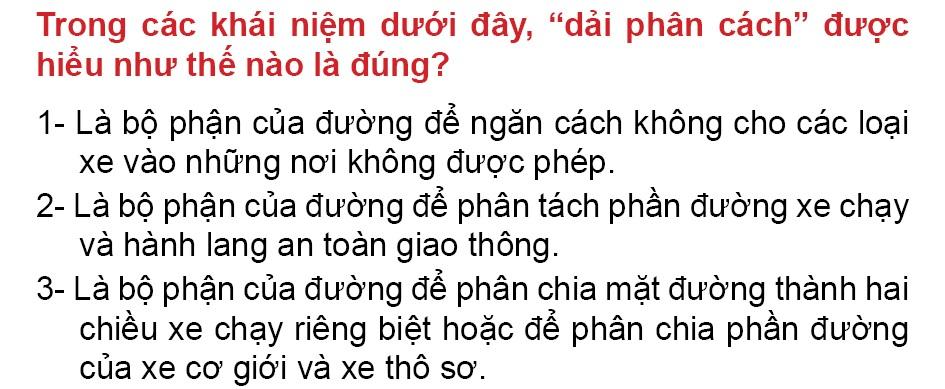 Trong các khái niệm dưới đây, “dải phân cách” được
hiểu như thế nào là đúng?
1- Là bộ phận của đường để ngăn cách không cho các loại
xe vào những nơi không được phép.
2- Là bộ phận của đường để phân tách phần đường xe chạy
và hành lang an toàn giao thông.
3- Là bộ phận của đường để phân chia mặt đường thành hai
chiều xe chạy riêng biệt hoặc để phân chia phần đường
của xe cơ giới và xe thô sơ.